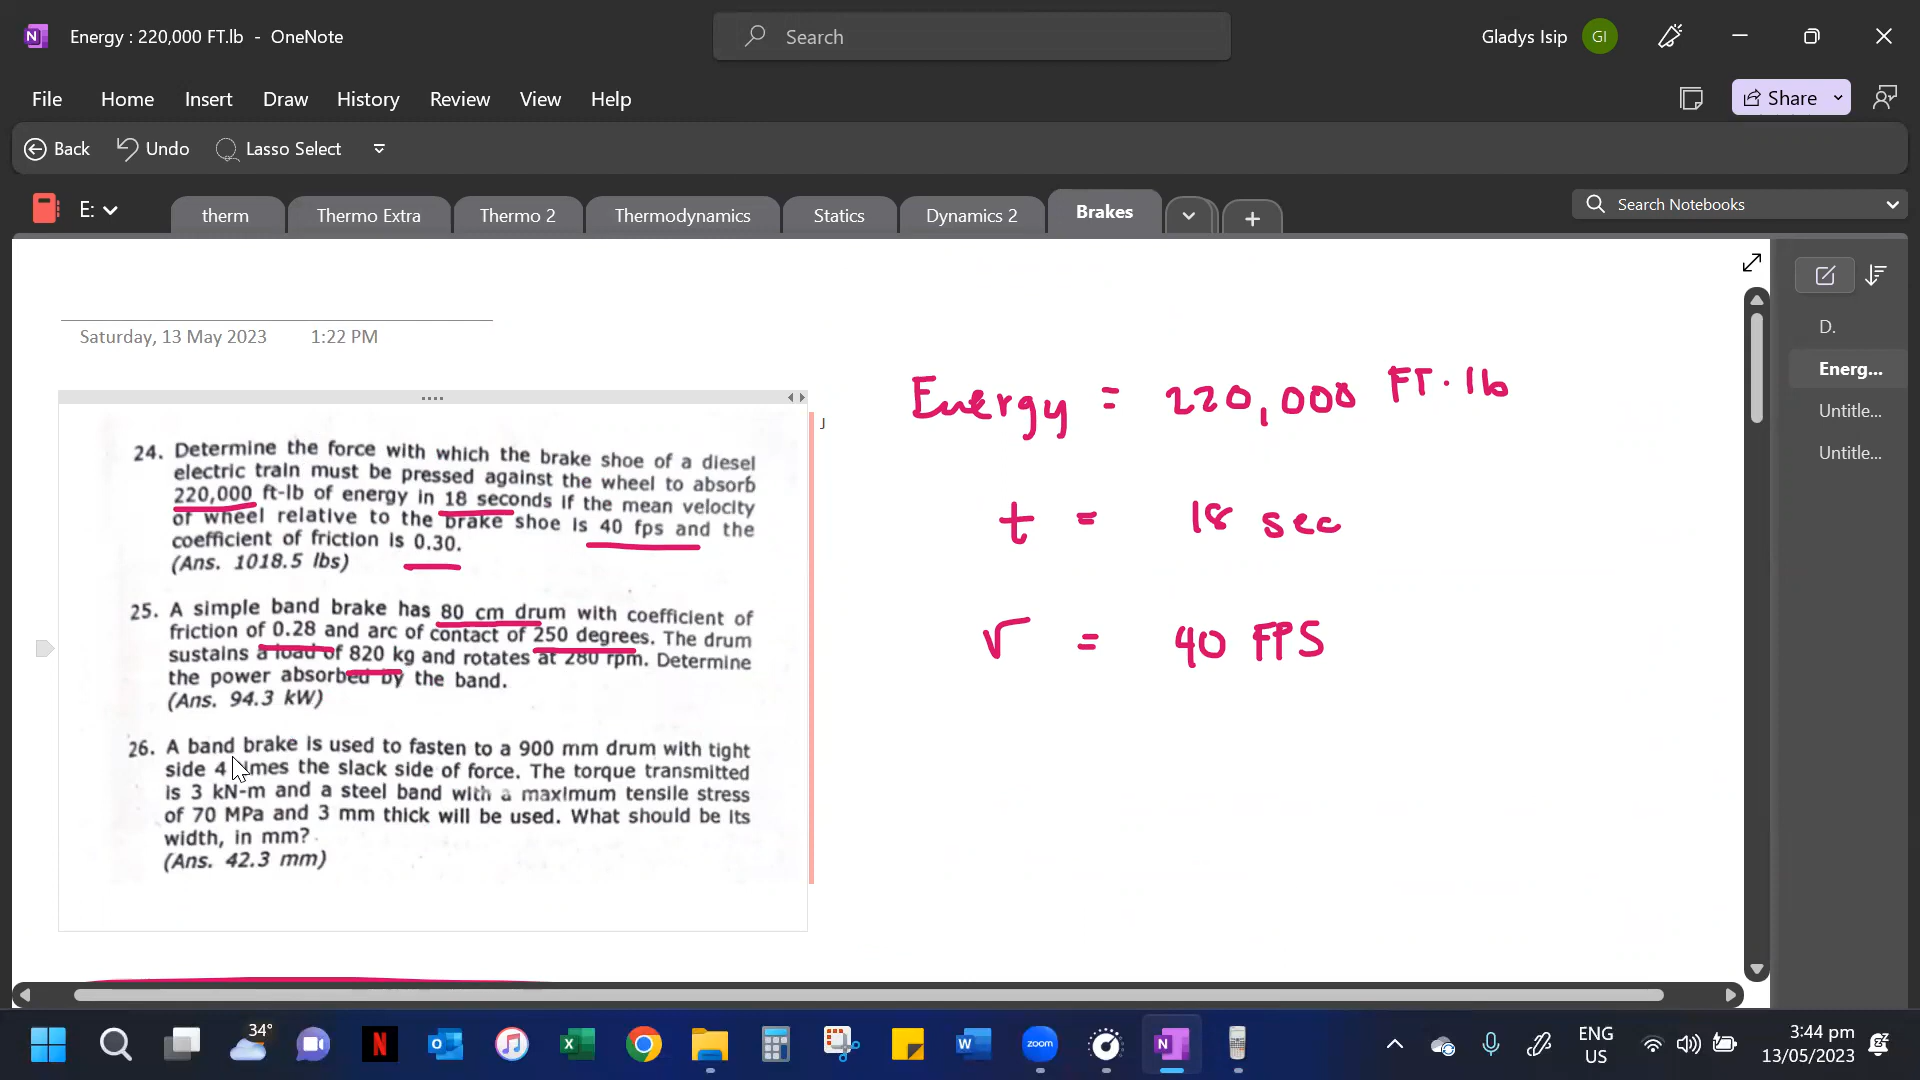 Energy : 220,000 FT.lb - OneNote
Search
Gladys Isip
GI
File
Home
Insert
Draw
History
Review
View
Help
Share
Back
Undo
Lasso Select
E:
therm
Thermo Extra
Thermo 2
Thermodynamics
Statics
Dynamics 2
Brakes
Search Notebooks
Saturday, 13 May 2023 1:22 PM
24. Determine the force with which the brake shoe of a diesel
electric train must be pressed against the wheel to absorb
220,000 ft-lb of energy in 18 seconds if the mean velocity
of wheel relative to the brake shoe is 40 fps and the
coefficient of friction is 0.30.
(Ans. 1018.5 lbs)
25. A simple band brake has 80 cm drum with coefficient of
friction of 0.28 and arc of contact of 250 degrees. The drum
sustains a load of 820 kg and rotates at 280 rpm. Determine
the power absorbed by the band.
(Ans. 94.3 kW)
26. A band brake is used to fasten to a 900 mm drum with tight
side 4 times the slack side of force. The torque transmitted
is 3 kN-m and a steel band with a maximum tensile stress
of 70 MPa and 3 mm thick will be used. What should be its
width, in mm?
(Ans. 42.3 mm)
J
Energy = 220,000 FT·lb
t = 18 sec
v = 40 FPS
D.
Energ...
Untitle...
Untitle...
34°
zoom
ENG
US
3:44 pm
13/05/2023